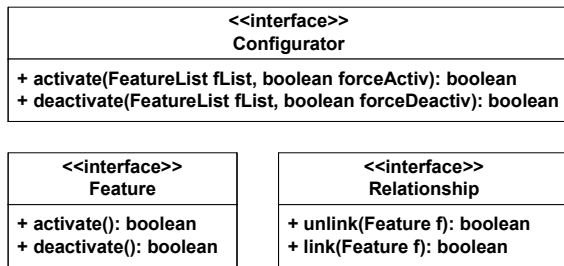 <<interface>>
Configurator
+ activate(FeatureList fList, boolean forceActiv): boolean
+ deactivate(FeatureList fList, boolean forceDeactiv): boolean
<<interface>>
Feature
+ activate(): boolean
+ deactivate(): boolean
<<interface>>
Relationship
+ unlink(Feature f): boolean
+ link(Feature f): boolean